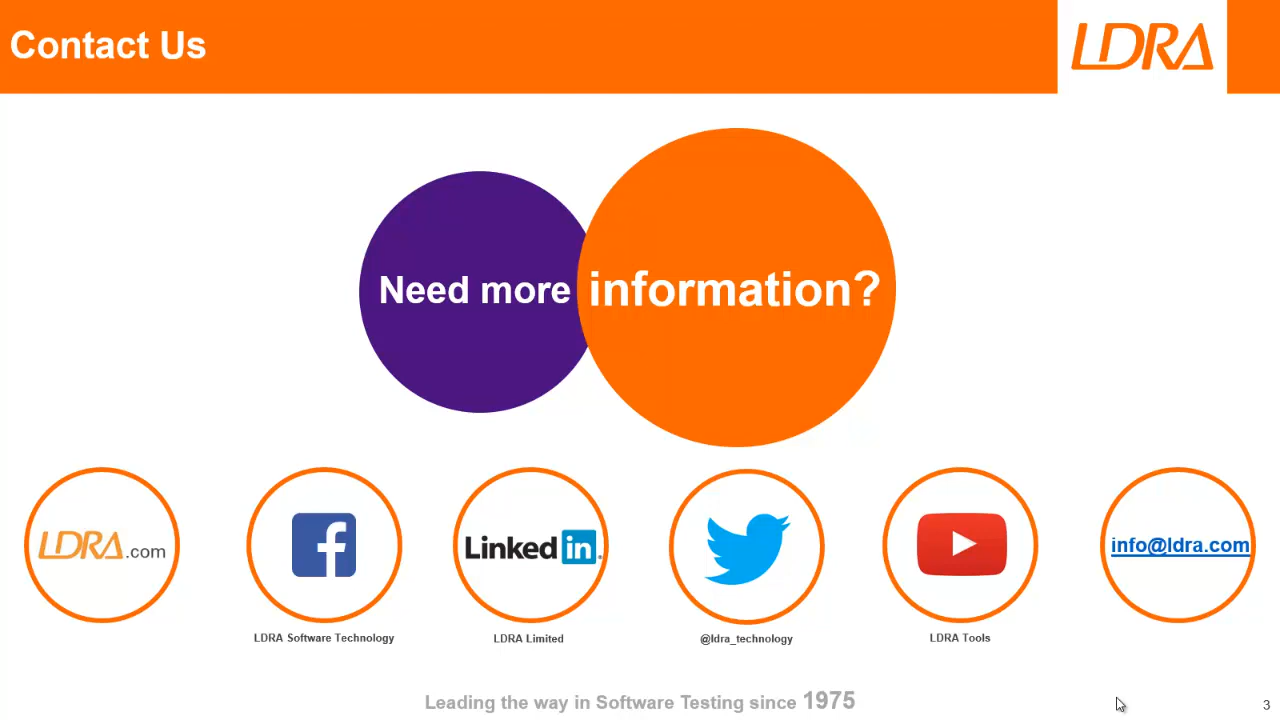 Contact Us
LDRA
Need more information?
LDRA.com
Linked in.
info@ldra.com
LDRA Software Technology
LDRA Limited
@ldra_technology
LDRA Tools
Leading the way in Software Testing since 1975
3